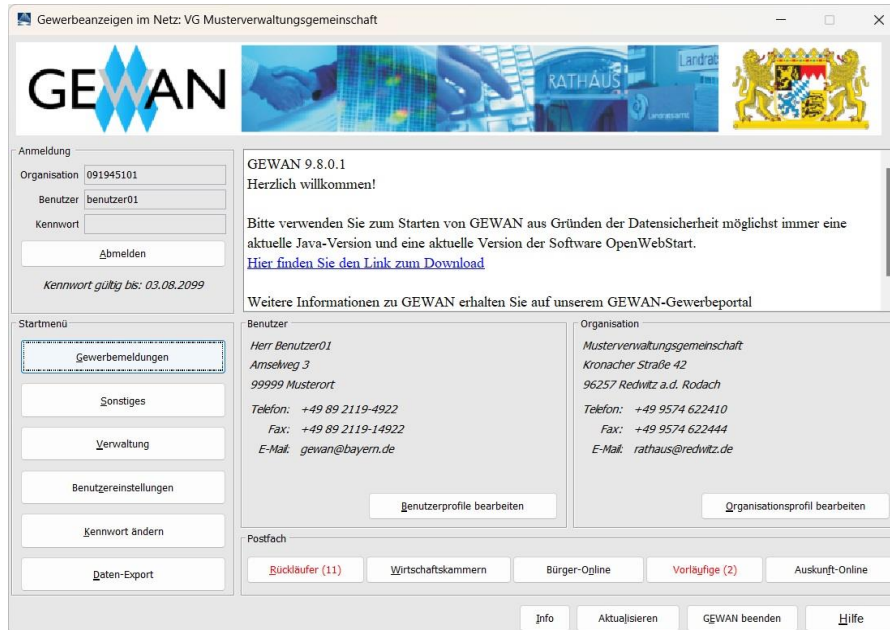 Gewerbeanzeigen im Netz: VG Musterverwaltungsgemeinschaft
GEWAN
RATHAUS
Landrat
Landratsamt
Anmeldung
Organisation 091945101
Benutzer benutzer01
Kennwort
Abmelden
Kennwort gültig bis: 03.08.2099
GEWAN 9.8.0.1
Herzlich willkommen!
Bitte verwenden Sie zum Starten von GEWAN aus Gründen der Datensicherheit möglichst immer eine
aktuelle Java-Version und eine aktuelle Version der Software OpenWebStart.
Hier finden Sie den Link zum Download
Weitere Informationen zu GEWAN erhalten Sie auf unserem GEWAN-Gewerbeportal
Startmenü
Gewerbemeldungen
Sonstiges
Verwaltung
Benutzereinstellungen
Kennwort ändern
Daten-Export
Benutzer
Herr Benutzer01
Amselweg 3
99999 Musterort
Telefon: +49 89 2119-4922
Fax: +49 89 2119-14922
E-Mail: gewan@bayern.de
Benutzerprofile bearbeiten
Organisation
Musterverwaltungsgemeinschaft
Kronacher Straße 42
96257 Redwitz a.d. Rodach
Telefon: +49 9574 622410
Fax: +49 9574 622444
E-Mail: rathaus@redwitz.de
Organisationsprofil bearbeiten
Postfach
Rückläufer (11) Wirtschaftskammern Bürger-Online Vorläufige (2) Auskunft-Online
Info Aktualisieren GEWAN beenden Hilfe